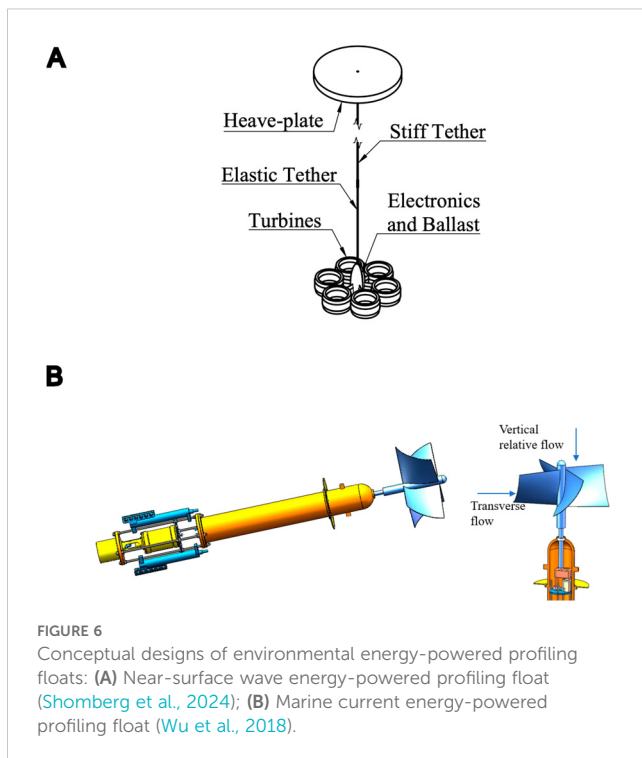 A
Heave-plate
Stiff Tether
Elastic Tether
Electronics
and Ballast
Turbines
B
Vertical
relative flow
Transverse
flow
FIGURE 6
Conceptual designs of environmental energy-powered profiling
floats: (A) Near-surface wave energy-powered profiling float
(Shomberg et al., 2024); (B) Marine current energy-powered
profiling float (Wu et al., 2018).